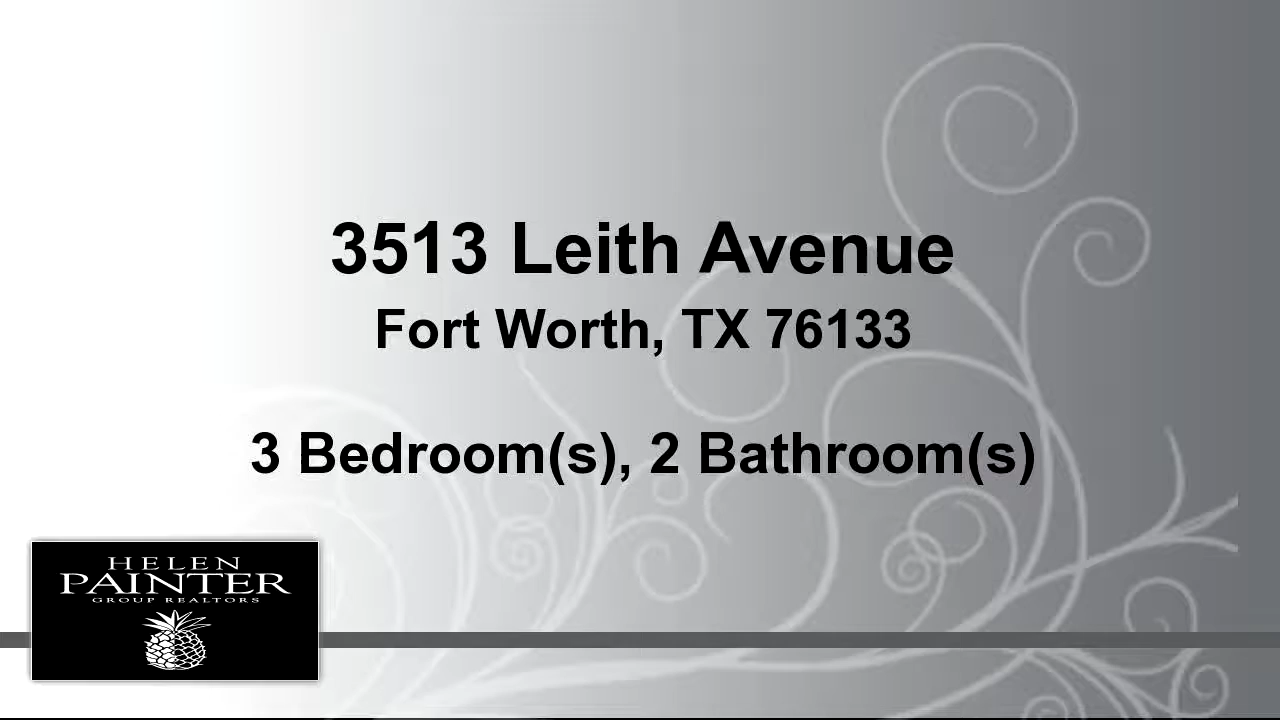 3513 Leith Avenue
Fort Worth, TX 76133
3 Bedroom(s), 2 Bathroom(s)
HELEN
PAINTER
GROUP REALTORS